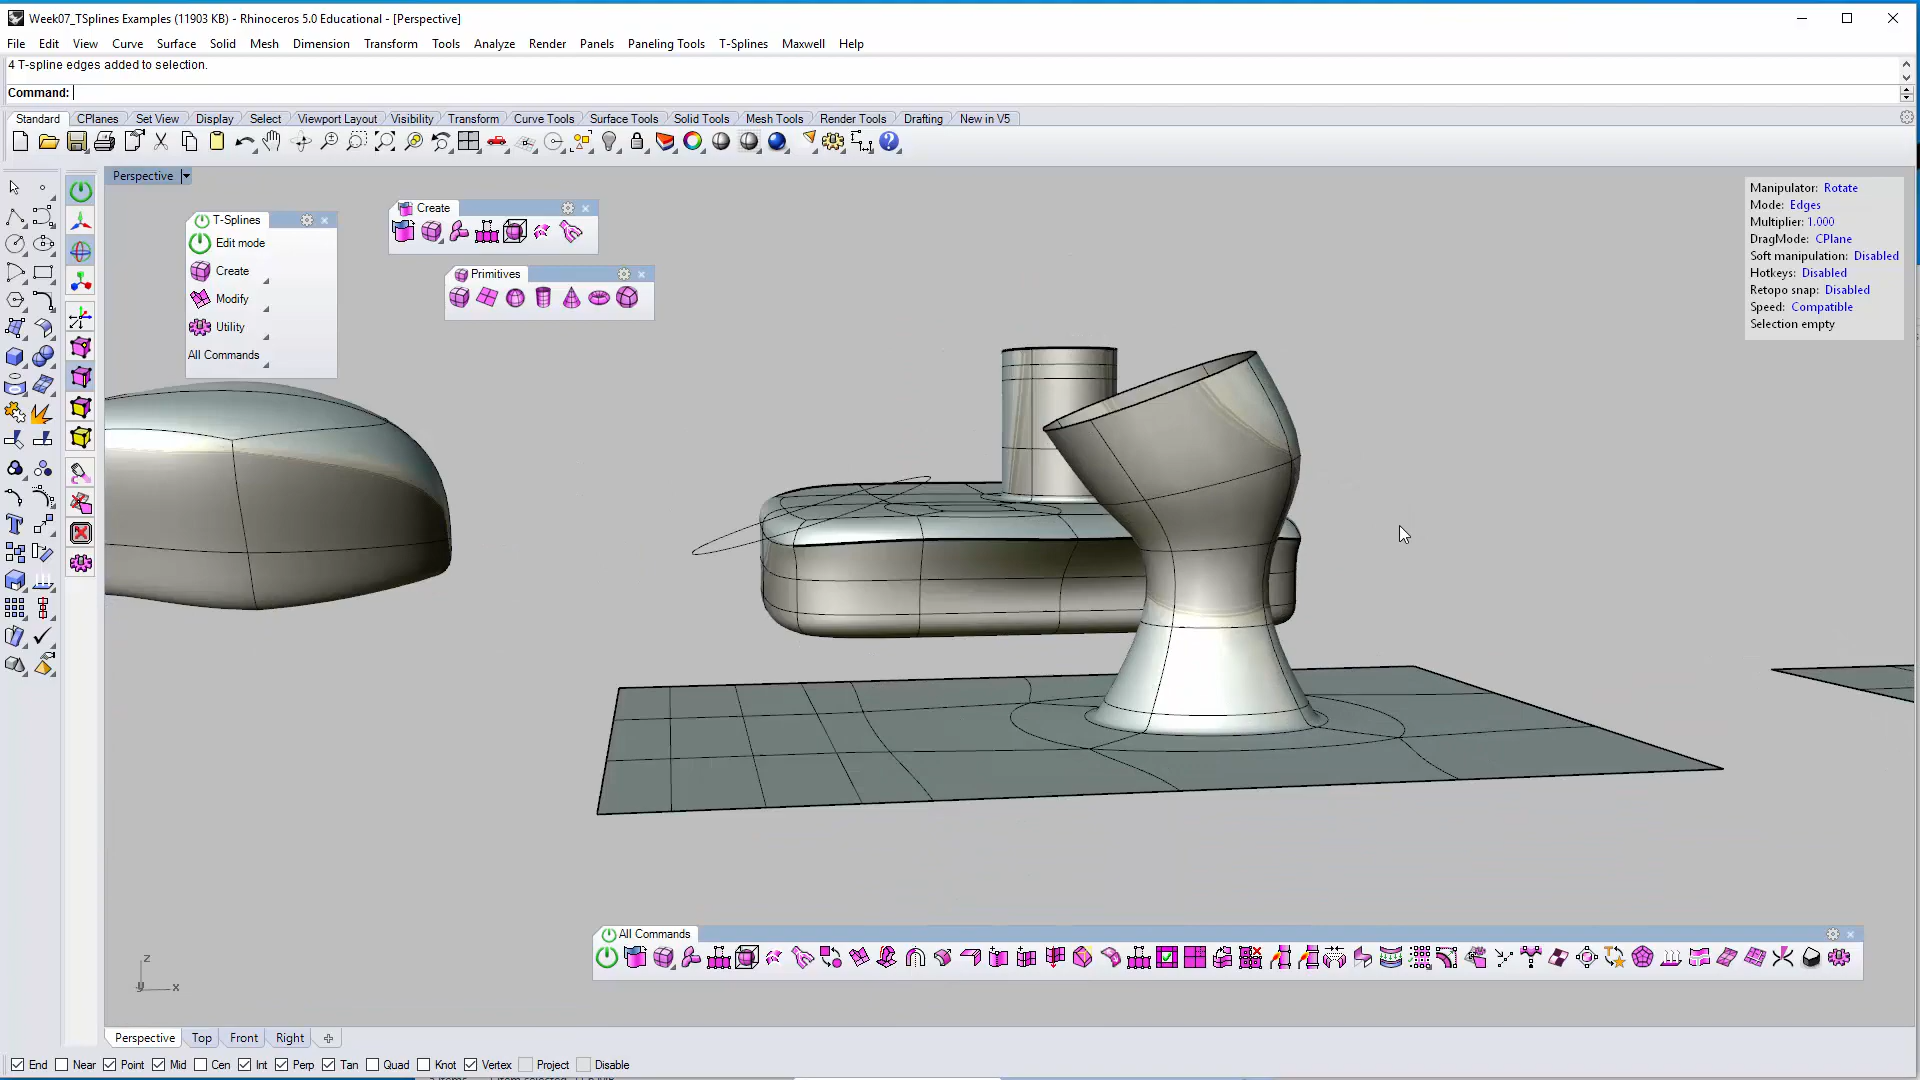 Week07_TSplines Examples (11903 KB) - Rhinoceros 5.0 Educational - [Perspective]
File Edit View Curve Surface Solid Mesh Dimension Transform Tools Analyze Render Panels Paneling Tools T-Splines Maxwell Help
4 T-spline edges added to selection.
Command:
Standard CPlanes Set View Display Select Viewport Layout Visibility Transform Curve Tools Surface Tools Solid Tools Mesh Tools Render Tools Drafting New in V5
Perspective
T-Splines
Edit mode
Create
Modify
Utility
All Commands
Create
Primitives
Manipulator: Rotate
Mode: Edges
Multiplier: 1.000
DragMode: CPlane
Soft manipulation: Disabled
Hotkeys: Disabled
Retopo snap: Disabled
Speed: Compatible
Selection empty
All Commands
z
y x
Perspective Top Front Right
End Near Point Mid Cen Int Perp Tan Quad Knot Vertex Project Disable